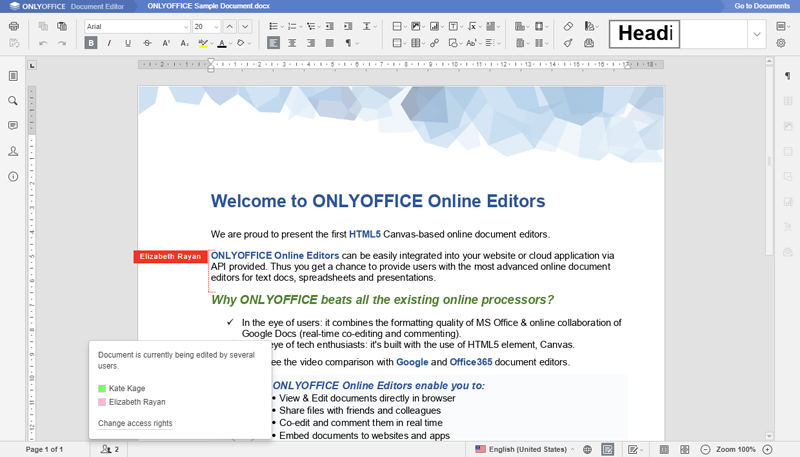 ONLYOFFICE Document Editor
ONLYOFFICE Sample Document.docx
Go to Documents
Arial
20
Headi
Welcome to ONLYOFFICE Online Editors
We are proud to present the first HTML5 Canvas-based online document editors.
Elizabeth Rayan
ONLYOFFICE Online Editors can be easily integrated into your website or cloud application via
API provided. Thus you get a chance to provide users with the most advanced online document
editors for text docs, spreadsheets and presentations.
Why ONLYOFFICE beats all the existing online processors?
In the eye of users: it combines the formatting quality of MS Office & online collaboration of
Google Docs (real-time co-editing and commenting).
eye of tech enthusiasts: it's built with the use of HTML5 element, Canvas.
ee the video comparison with Google and Office365 document editors.
ONLYOFFICE Online Editors enable you to:
• View & Edit documents directly in browser
• Share files with friends and colleagues
• Co-edit and comment them in real time
• Embed documents to websites and apps
Document is currently being edited by several
users.
Kate Kage
Elizabeth Rayan
Change access rights
Page 1 of 1
2
English (United States)
Zoom 100%